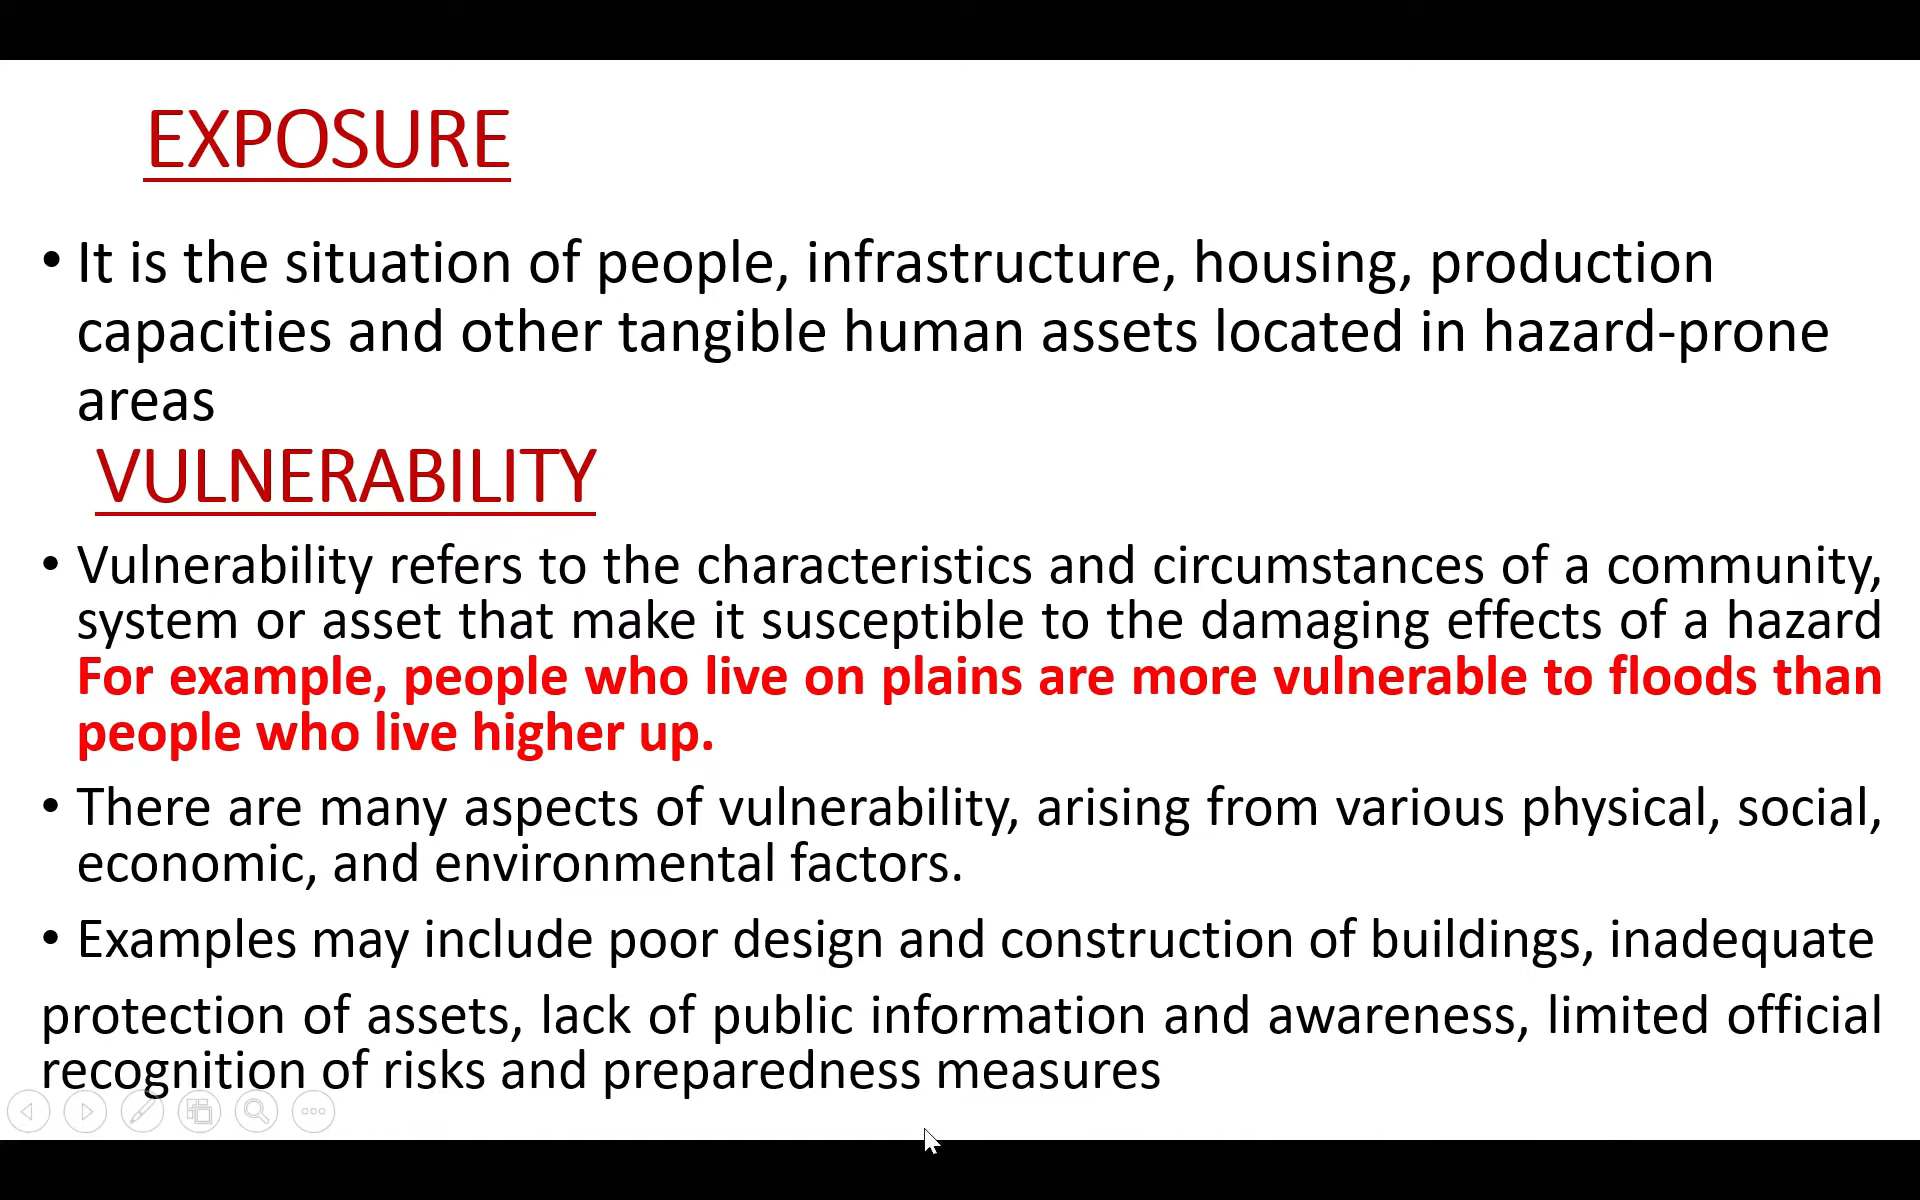 EXPOSURE
• It is the situation of people, infrastructure, housing, production
capacities and other tangible human assets located in hazard-prone
areas
VULNERABILITY
• Vulnerability refers to the characteristics and circumstances of a community,
system or asset that make it susceptible to the damaging effects of a hazard
For example, people who live on plains are more vulnerable to floods than
people who live higher up.
• There are many aspects of vulnerability, arising from various physical, social,
economic, and environmental factors.
• Examples may include poor design and construction of buildings, inadequate
protection of assets, lack of public information and awareness, limited official
recognition of risks and preparedness measures